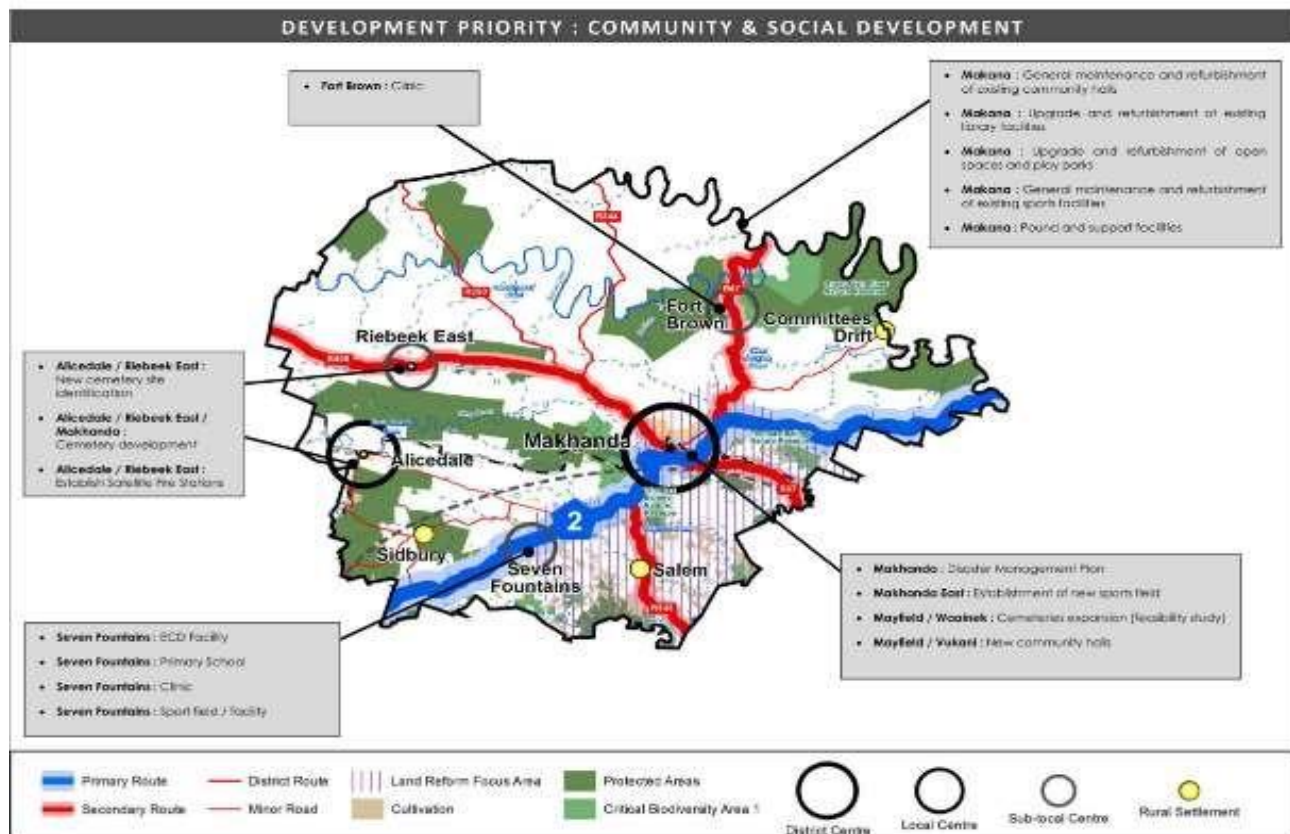 DEVELOPMENT PRIORITY : COMMUNITY & SOCIAL DEVELOPMENT
• Fort Brown : Clinic
• Makana : General maintenance and refurbishment
of existing community halls
• Makana : Upgrade and refurbishment of existing
library facilities
• Makana : Upgrade and refurbishment of open
spaces and play parks
• Makana : General maintenance and refurbishment
of existing sports facilities
• Makana : Pound and support facilities
R67
Fort
Brown
Committees
Drift
Riebeek East
• Alicedale / Riebeek East :
New cemetery site
identification
• Alicedale / Riebeek East /
Makhanda :
Cemetery development
• Alicedale / Riebeek East :
Establish Satellite Fire Stations
Makhanda
Alicedale
R67
2
Sidbury
Seven
Fountains
Salem
• Makhanda : Disaster Management Plan
• Makhanda East : Establishment of new sports field
• Mayfield / Waainek : Cemeteries expansion (feasibility study)
• Mayfield / Vukani : New community halls
• Seven Fountains : ECD Facility
• Seven Fountains : Primary School
• Seven Fountains : Clinic
• Seven Fountains : Sport field / facility
Primary Route
District Route
Land Reform Focus Area
Protected Areas
Secondary Route
Minor Road
Cultivation
Critical Biodiversity Area 1
District Centre
Local Centre
Sub-local Centre
Rural Settlement